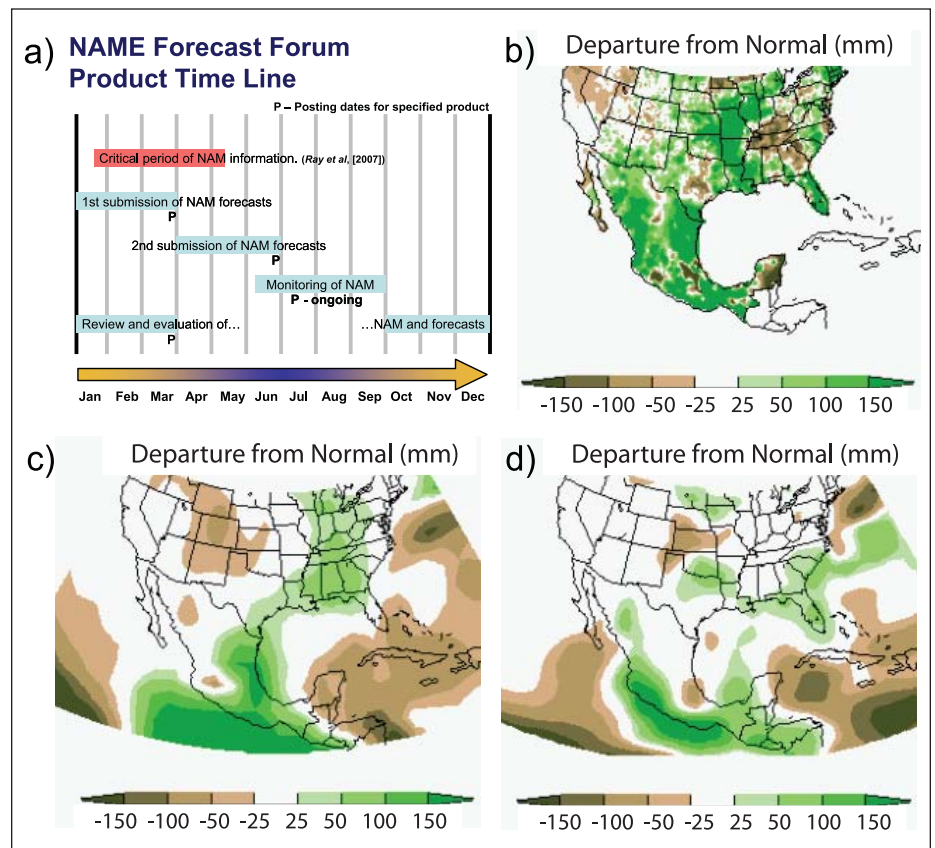 a) NAME Forecast Forum
Product Time Line
P – Posting dates for specified product
Critical period of NAM information. (Ray et al, [2007])
1st submission of NAM forecasts
P
2nd submission of NAM forecasts
P
Monitoring of NAM
P - ongoing
Review and evaluation of… …NAM and forecasts
P
Jan Feb Mar Apr May Jun Jul Aug Sep Oct Nov Dec
b) Departure from Normal (mm)
-150 -100 -50 -25 25 50 100 150
c) Departure from Normal (mm)
-150 -100 -50 -25 25 50 100 150
d) Departure from Normal (mm)
-150 -100 -50 -25 25 50 100 150